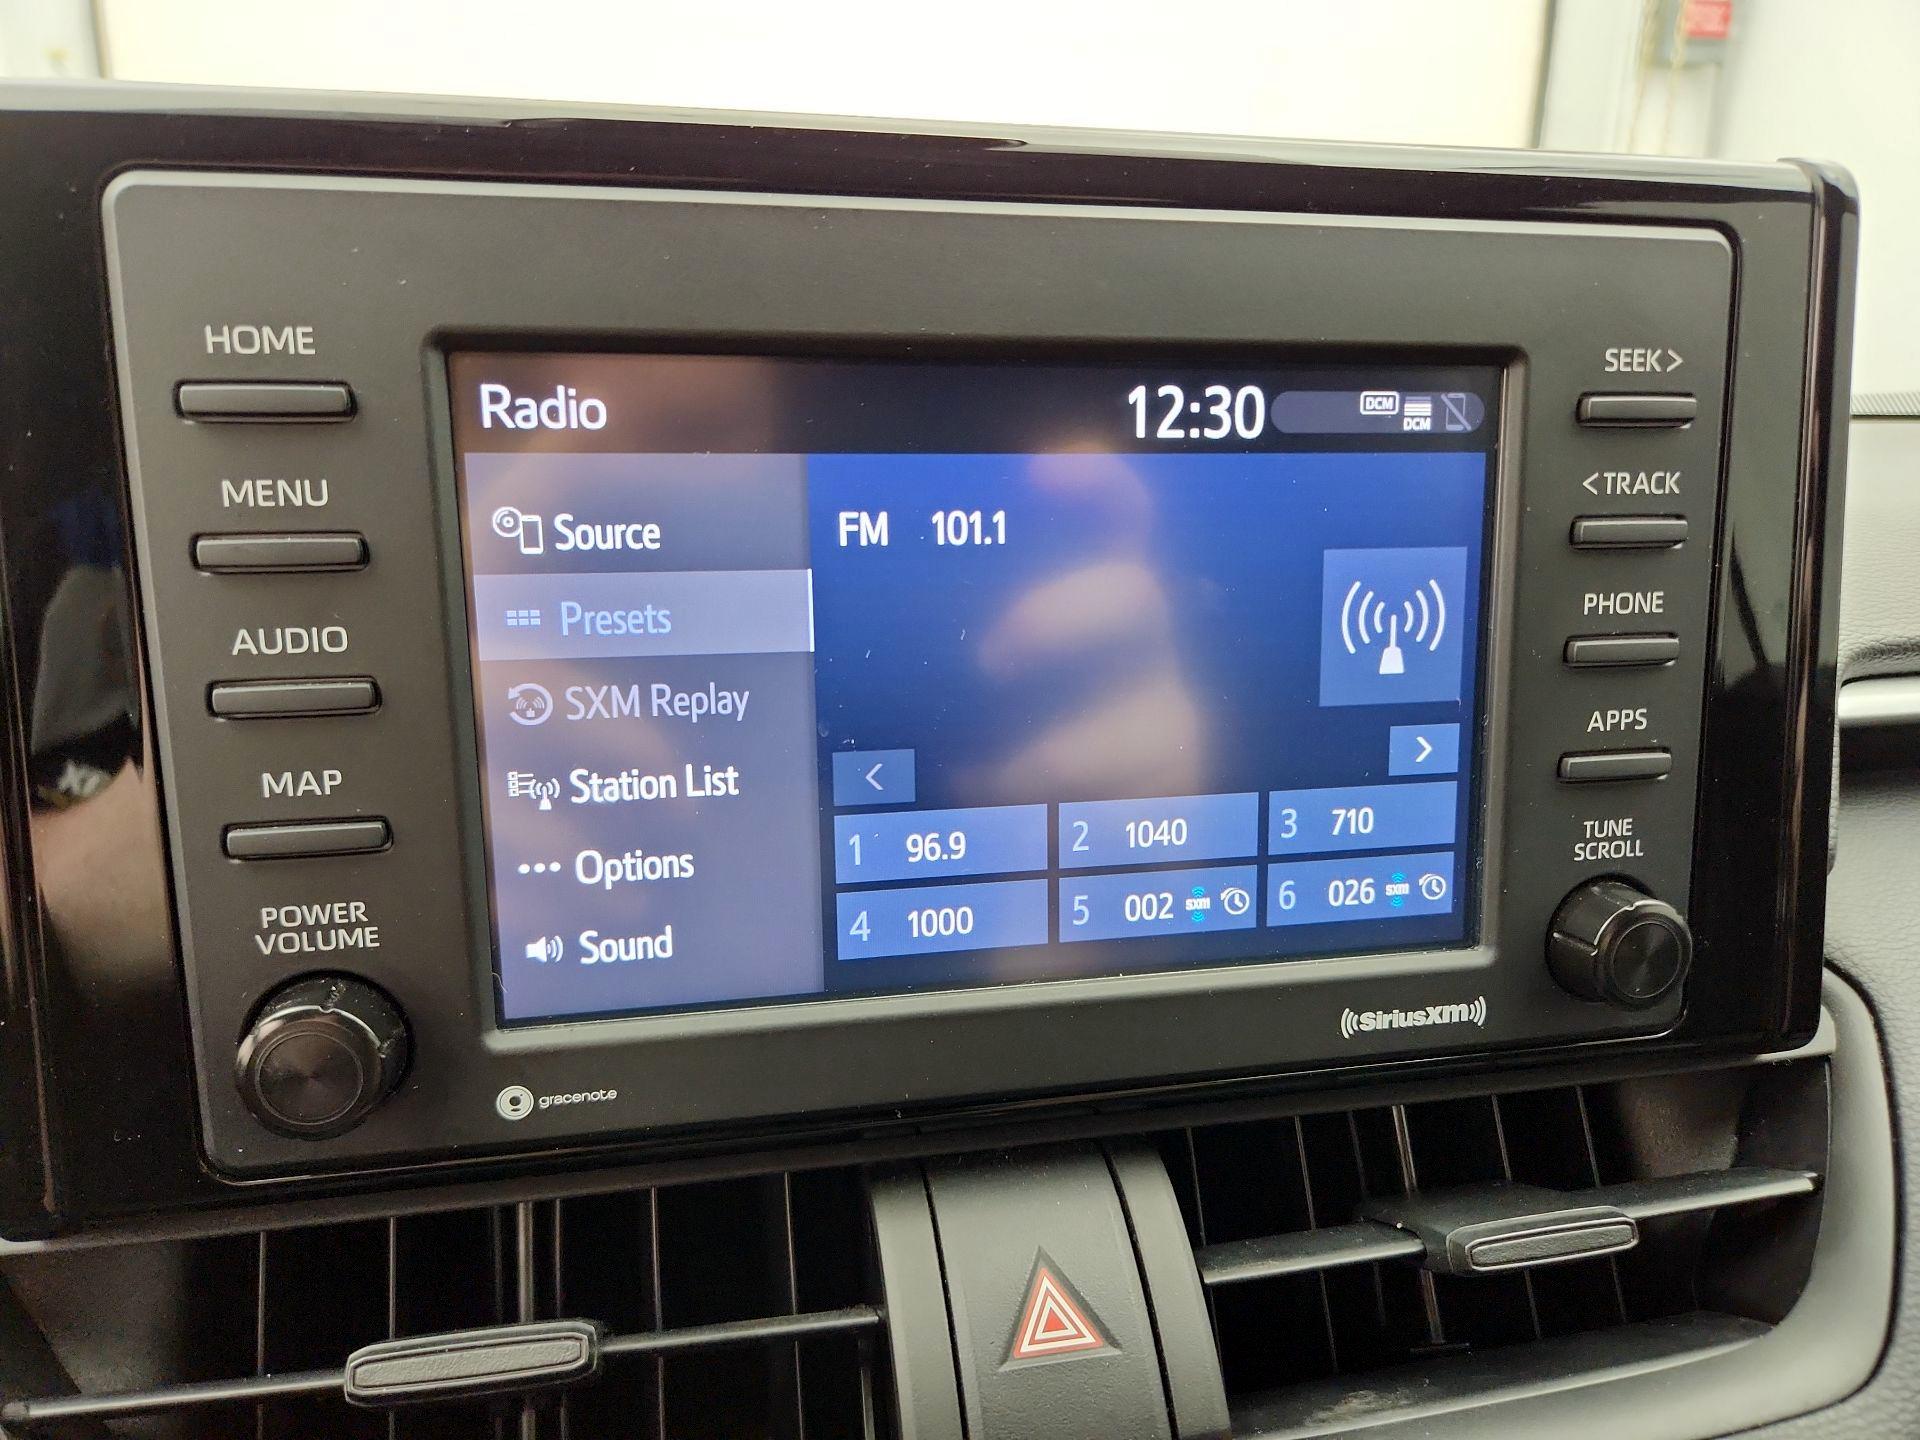 HOME
MENU
AUDIO
MAP
POWER
VOLUME
Radio
12:30
DCM
DCM
Source
Presets
SXM Replay
Station List
Options
Sound
FM 101.1
<
>
1 96.9
2 1040
3 710
4 1000
5 002 sxm
6 026 sxm
SEEK >
< TRACK
PHONE
APPS
TUNE
SCROLL
gracenote
((SiriusXM))